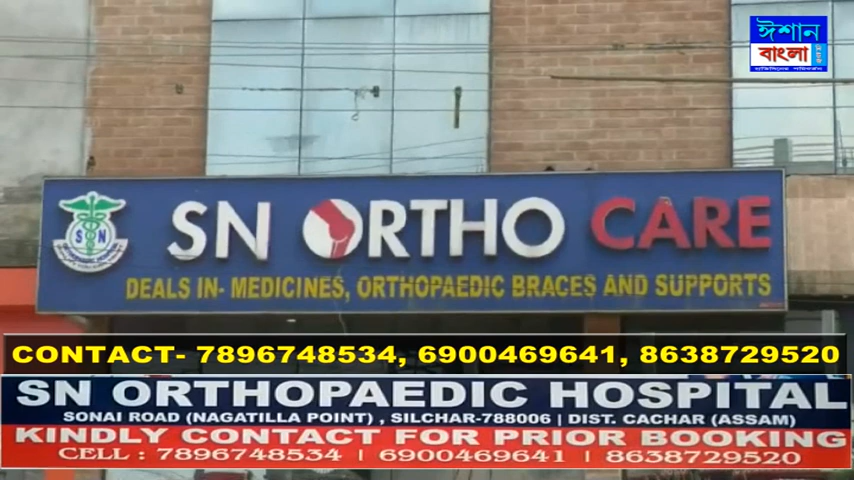 ঈশান
বাংলা
SN ORTHO CARE
S N
DEALS IN- MEDICINES, ORTHOPAEDIC BRACES AND SUPPORTS
CONTACT- 7896748534, 6900469641, 8638729520
SN ORTHOPAEDIC HOSPITAL
SONAI ROAD (NAGATILLA POINT) , SILCHAR-788006 | DIST. CACHAR (ASSAM)
KINDLY CONTACT FOR PRIOR BOOKING
CELL : 7896748534 | 6900469641 | 8638729520